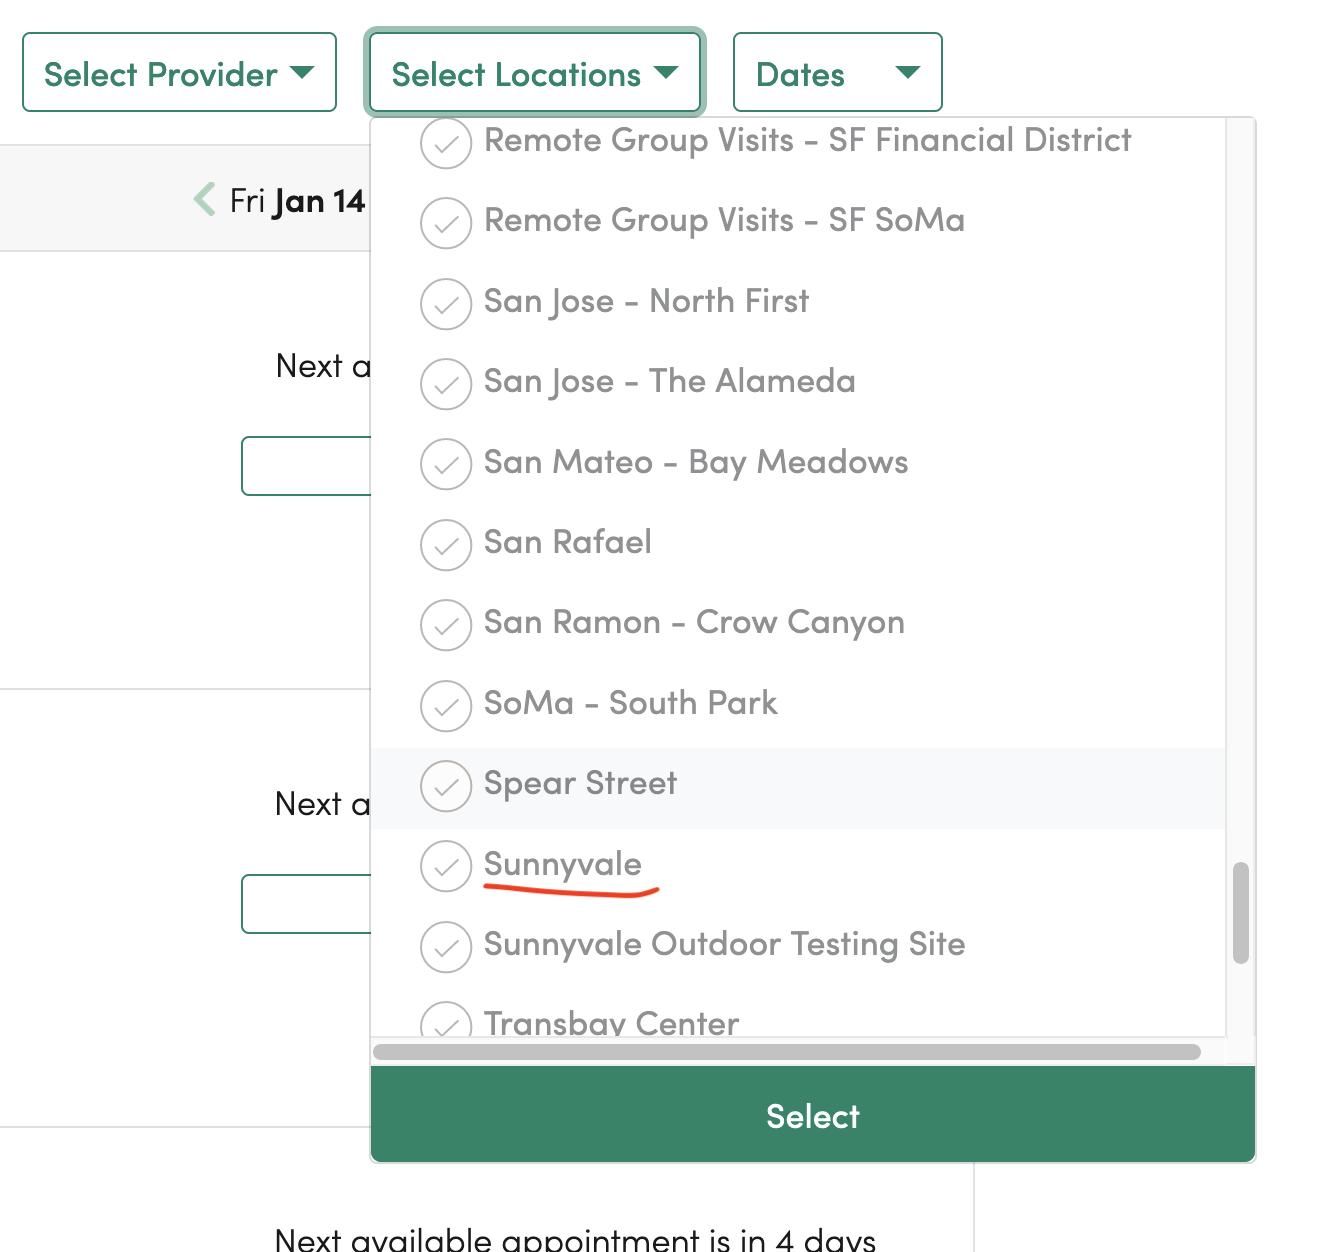 Select Provider
Select Locations
Dates
Remote Group Visits - SF Financial District
Fri Jan 14
Remote Group Visits - SF SoMa
San Jose - North First
Next a
San Jose - The Alameda
San Mateo - Bay Meadows
San Rafael
San Ramon - Crow Canyon
SoMa - South Park
Spear Street
Next a
Sunnyvale
Sunnyvale Outdoor Testing Site
Transbay Center
Select
Next available appointment is in 4 days